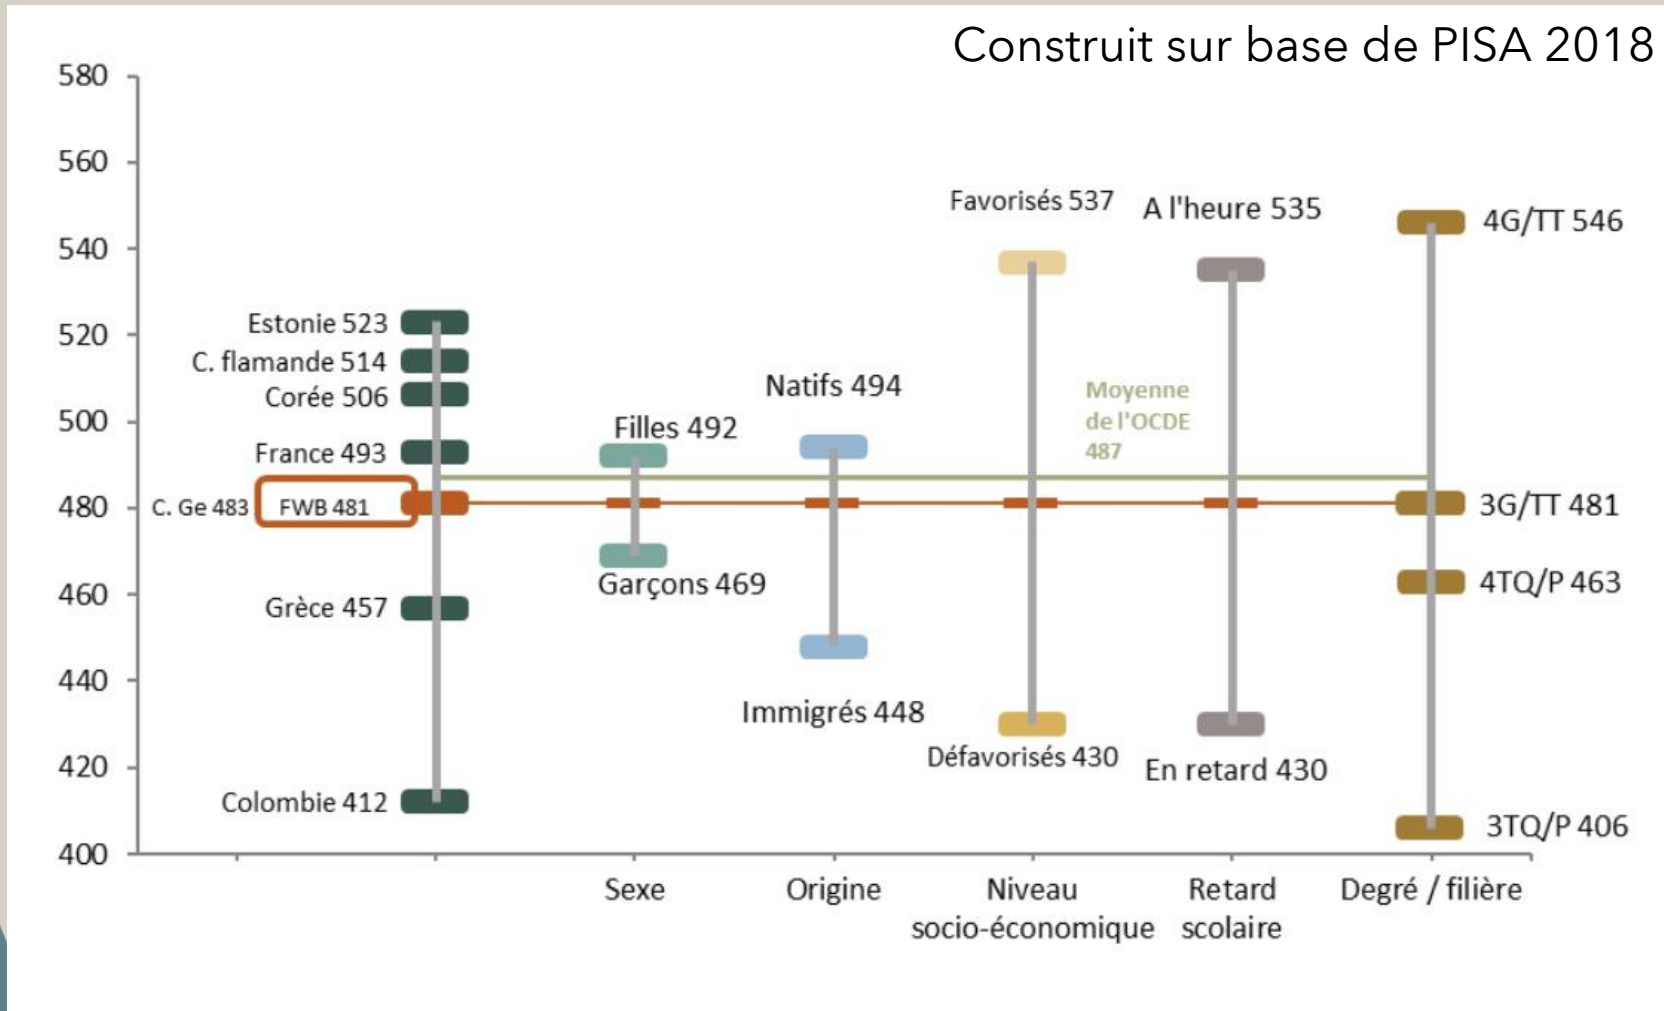 Construit sur base de PISA 2018
580
560
540
520
500
480
460
440
420
400
Estonie 523
C. flamande 514
Corée 506
France 493
C. Ge 483
FWB 481
Grèce 457
Colombie 412
Filles 492
Garçons 469
Natifs 494
Immigrés 448
Favorisés 537
Défavorisés 430
Moyenne
de l'OCDE
487
A l'heure 535
En retard 430
4G/TT 546
3G/TT 481
4TQ/P 463
3TQ/P 406
Sexe
Origine
Niveau
socio-économique
Retard
scolaire
Degré / filière